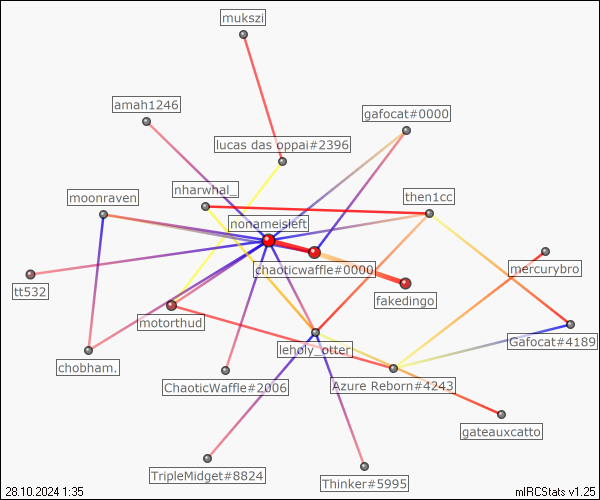 mukszi
amah1246
gafocat#0000
lucas das oppai#2396
nharwhal_
moonraven
then1cc
nonameisleft
chaoticwaffle#0000
mercurybro
tt532
fakedingo
motorthud
Gafocat#4189
leholy_otter
chobham.
ChaoticWaffle#2006
Azure Reborn#4243
gateauxcatto
TripleMidget#8824
Thinker#5995
28.10.2024 1:35
mIRCStats v1.25